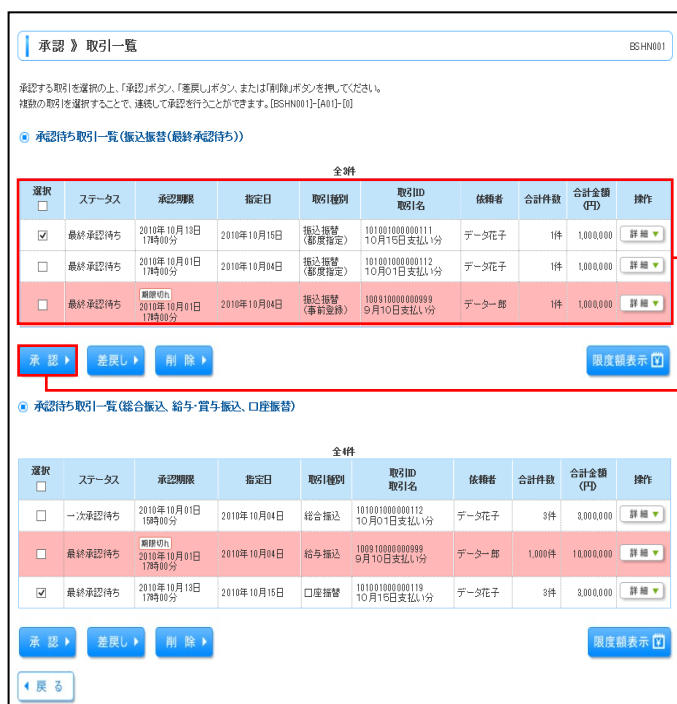 承認 》 取引一覧
BSHN001
承認する取引を選択の上、「承認」ボタン、「差戻し」ボタン、または「削除」ボタンを押してください。
複数の取引を選択することで、連続して承認を行うことができます。[BSHN001]-[A01]-[0]
承認待ち取引一覧(振込振替(最終承認待ち))
全3件
選択 ステータス 承認期限 指定日 取引種別 取引ID 取引名 依頼者 合計件数 合計金額(円) 操作
最終承認待ち 2010年10月13日 17時00分 2010年10月15日 振込振替(都度指定) 101001000000111 10月15日支払い分 データ花子 1件 1,000,000 詳細▼
最終承認待ち 2010年10月01日 17時00分 2010年10月04日 振込振替(都度指定) 101001000000112 10月01日支払い分 データ花子 1件 1,000,000 詳細▼
最終承認待ち 期限切れ 2010年10月01日 17時00分 2010年10月04日 振込振替(事前登録) 100910000000999 9月10日支払い分 データ一郎 1件 1,000,000 詳細▼
承認 差戻し 削除 限度額表示
承認待ち取引一覧(総合振込、給与・賞与振込、口座振替)
全4件
選択 ステータス 承認期限 指定日 取引種別 取引ID 取引名 依頼者 合計件数 合計金額(円) 操作
一次承認待ち 2010年10月01日 15時00分 2010年10月04日 総合振込 101001000000112 10月01日支払い分 データ花子 3件 3,000,000 詳細▼
最終承認待ち 期限切れ 2010年10月01日 17時00分 2010年10月04日 給与振込 100910000000999 9月10日支払い分 データ一郎 1,000件 10,000,000 詳細▼
最終承認待ち 2010年10月13日 17時00分 2010年10月15日 口座振替 101001000000119 10月15日支払い分 データ花子 3件 3,000,000 詳細▼
承認 差戻し 削除 限度額表示
戻る